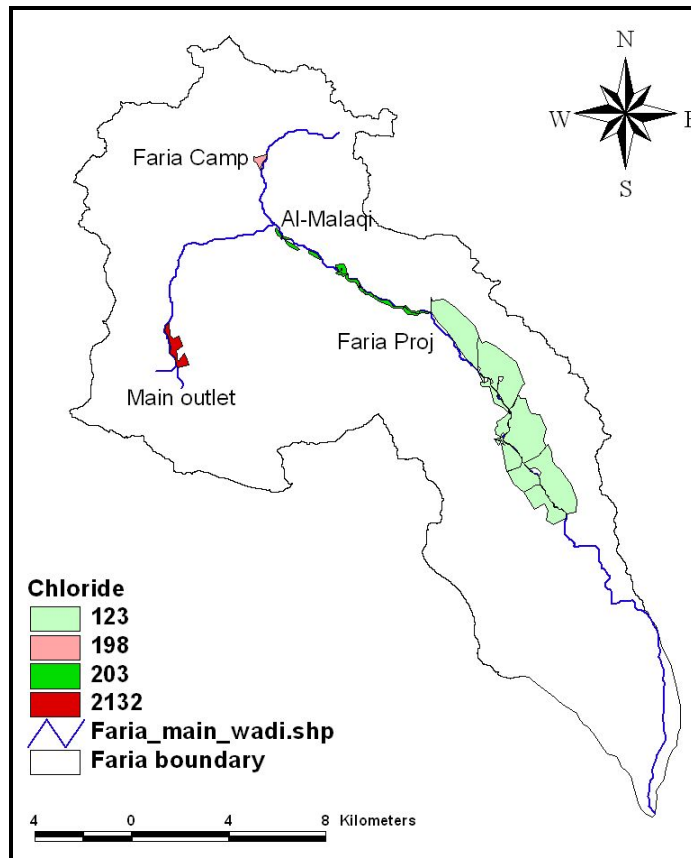 N
W
E
S
Faria Camp
Al-Malaqi
Faria Proj
Main outlet
Chloride
123
198
203
2132
Faria_main_wadi.shp
Faria boundary
4 0 4 8 Kilometers